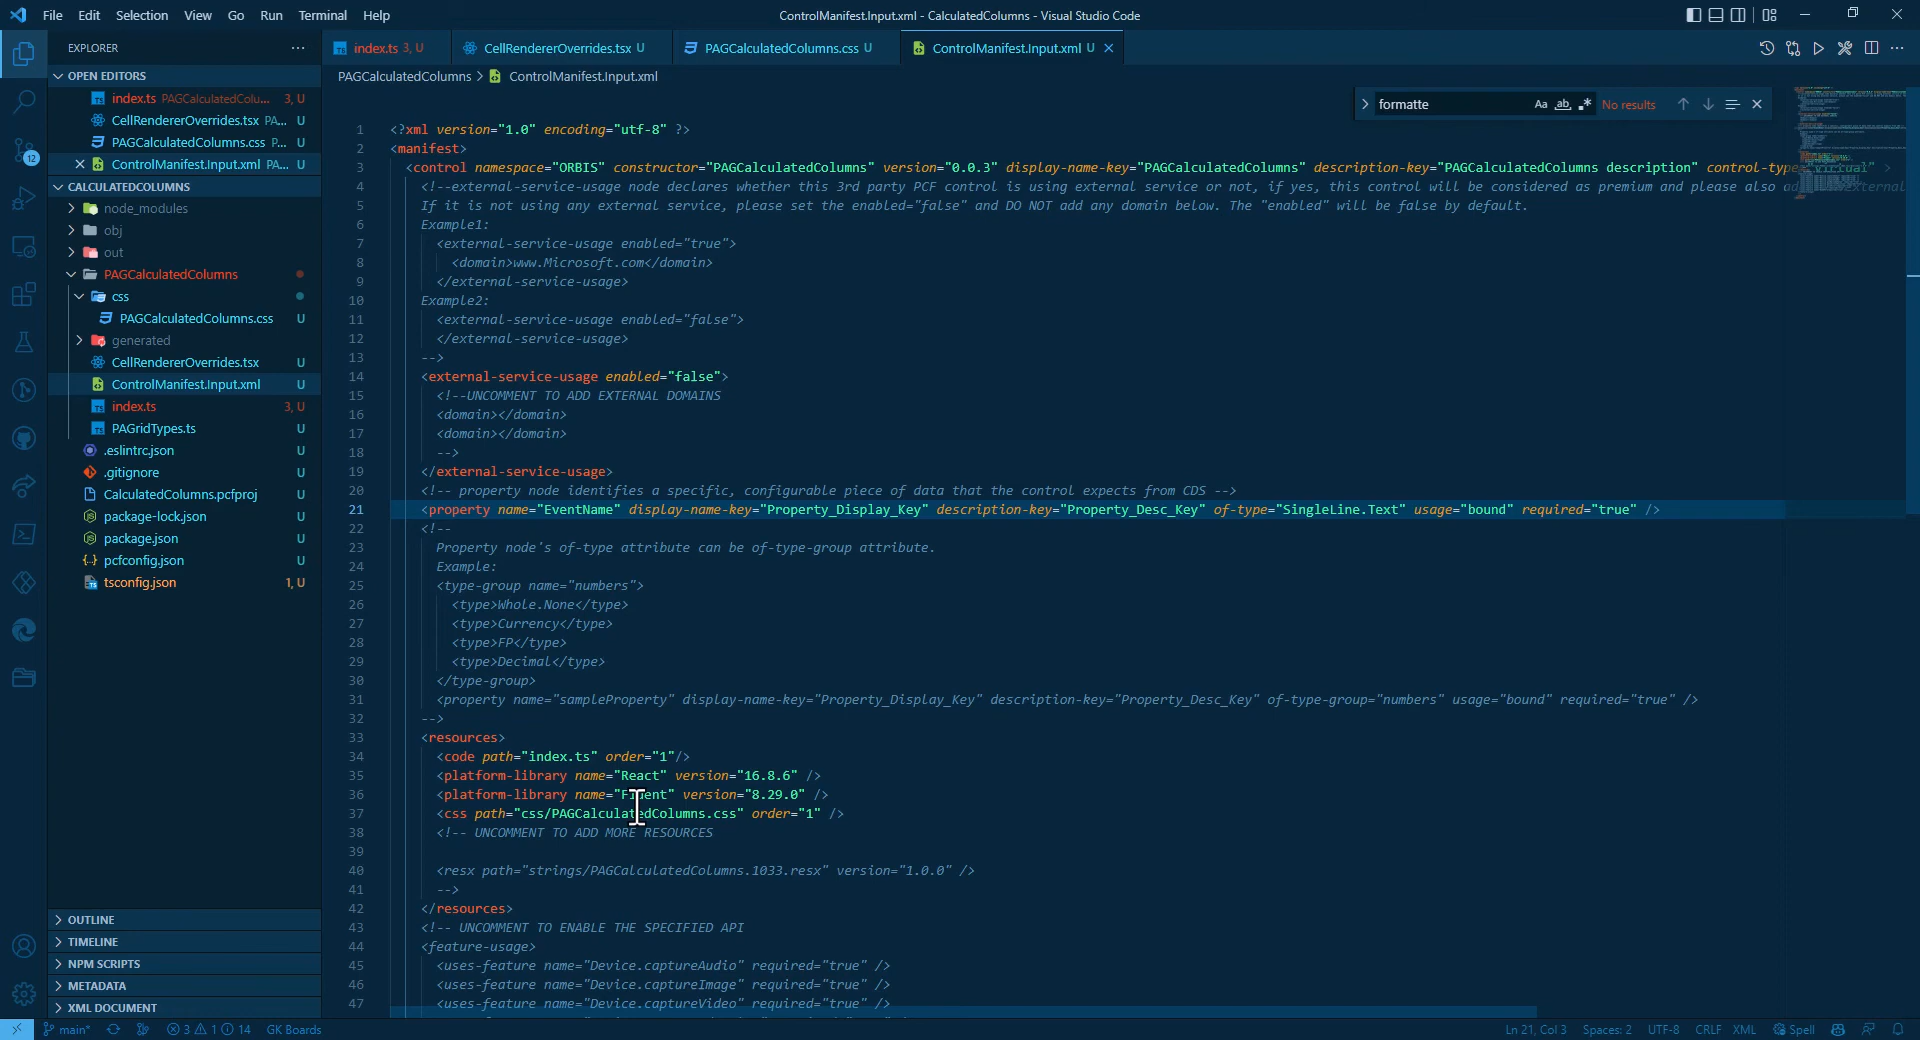 File Edit Selection View Go Run Terminal Help
ControlManifest.Input.xml - CalculatedColumns - Visual Studio Code
EXPLORER
OPEN EDITORS
index.ts PAGCalculatedColu... 3, U
CellRendererOverrides.tsx PA... U
PAGCalculatedColumns.css P... U
ControlManifest.Input.xml PA... U
CALCULATEDCOLUMNS
node_modules
obj
out
PAGCalculatedColumns
css
PAGCalculatedColumns.css U
generated
CellRendererOverrides.tsx U
ControlManifest.Input.xml U
index.ts 3, U
PAGridTypes.ts U
.eslintrc.json U
.gitignore U
CalculatedColumns.pcfproj U
package-lock.json U
package.json U
pcfconfig.json U
tsconfig.json 1, U
OUTLINE
TIMELINE
NPM SCRIPTS
METADATA
XML DOCUMENT
12
index.ts 3, U
CellRendererOverrides.tsx U
PAGCalculatedColumns.css U
ControlManifest.Input.xml U
PAGCalculatedColumns > ControlManifest.Input.xml
formatte Aa ab .* No results
1 <?xml version="1.0" encoding="utf-8" ?>
2 <manifest>
3 <control namespace="ORBIS" constructor="PAGCalculatedColumns" version="0.0.3" display-name-key="PAGCalculatedColumns" description-key="PAGCalculatedColumns description" control-type="virtual" >
4 <!--external-service-usage node declares whether this 3rd party PCF control is using external service or not, if yes, this control will be considered as premium and please also ad
5 If it is not using any external service, please set the enabled="false" and DO NOT add any domain below. The "enabled" will be false by default.
6 Example1:
7 <external-service-usage enabled="true">
8 <domain>www.Microsoft.com</domain>
9 </external-service-usage>
10 Example2:
11 <external-service-usage enabled="false">
12 </external-service-usage>
13 -->
14 <external-service-usage enabled="false">
15 <!--UNCOMMENT TO ADD EXTERNAL DOMAINS
16 <domain></domain>
17 <domain></domain>
18 -->
19 </external-service-usage>
20 <!-- property node identifies a specific, configurable piece of data that the control expects from CDS -->
21 <property name="EventName" display-name-key="Property_Display_Key" description-key="Property_Desc_Key" of-type="SingleLine.Text" usage="bound" required="true" />
22 <!--
23 Property node's of-type attribute can be of-type-group attribute.
24 Example:
25 <type-group name="numbers">
26 <type>Whole.None</type>
27 <type>Currency</type>
28 <type>FP</type>
29 <type>Decimal</type>
30 </type-group>
31 <property name="sampleProperty" display-name-key="Property_Display_Key" description-key="Property_Desc_Key" of-type-group="numbers" usage="bound" required="true" />
32 -->
33 <resources>
34 <code path="index.ts" order="1"/>
35 <platform-library name="React" version="16.8.6" />
36 <platform-library name="Fluent" version="8.29.0" />
37 <css path="css/PAGCalculatedColumns.css" order="1" />
38 <!-- UNCOMMENT TO ADD MORE RESOURCES
39
40 <resx path="strings/PAGCalculatedColumns.1033.resx" version="1.0.0" />
41 -->
42 </resources>
43 <!-- UNCOMMENT TO ENABLE THE SPECIFIED API
44 <feature-usage>
45 <uses-feature name="Device.captureAudio" required="true" />
46 <uses-feature name="Device.captureImage" required="true" />
47 <uses-feature name="Device.captureVideo" required="true" />
main* 3 1 14 GK Boards
Ln 21, Col 3 Spaces: 2 UTF-8 CRLF XML Spell